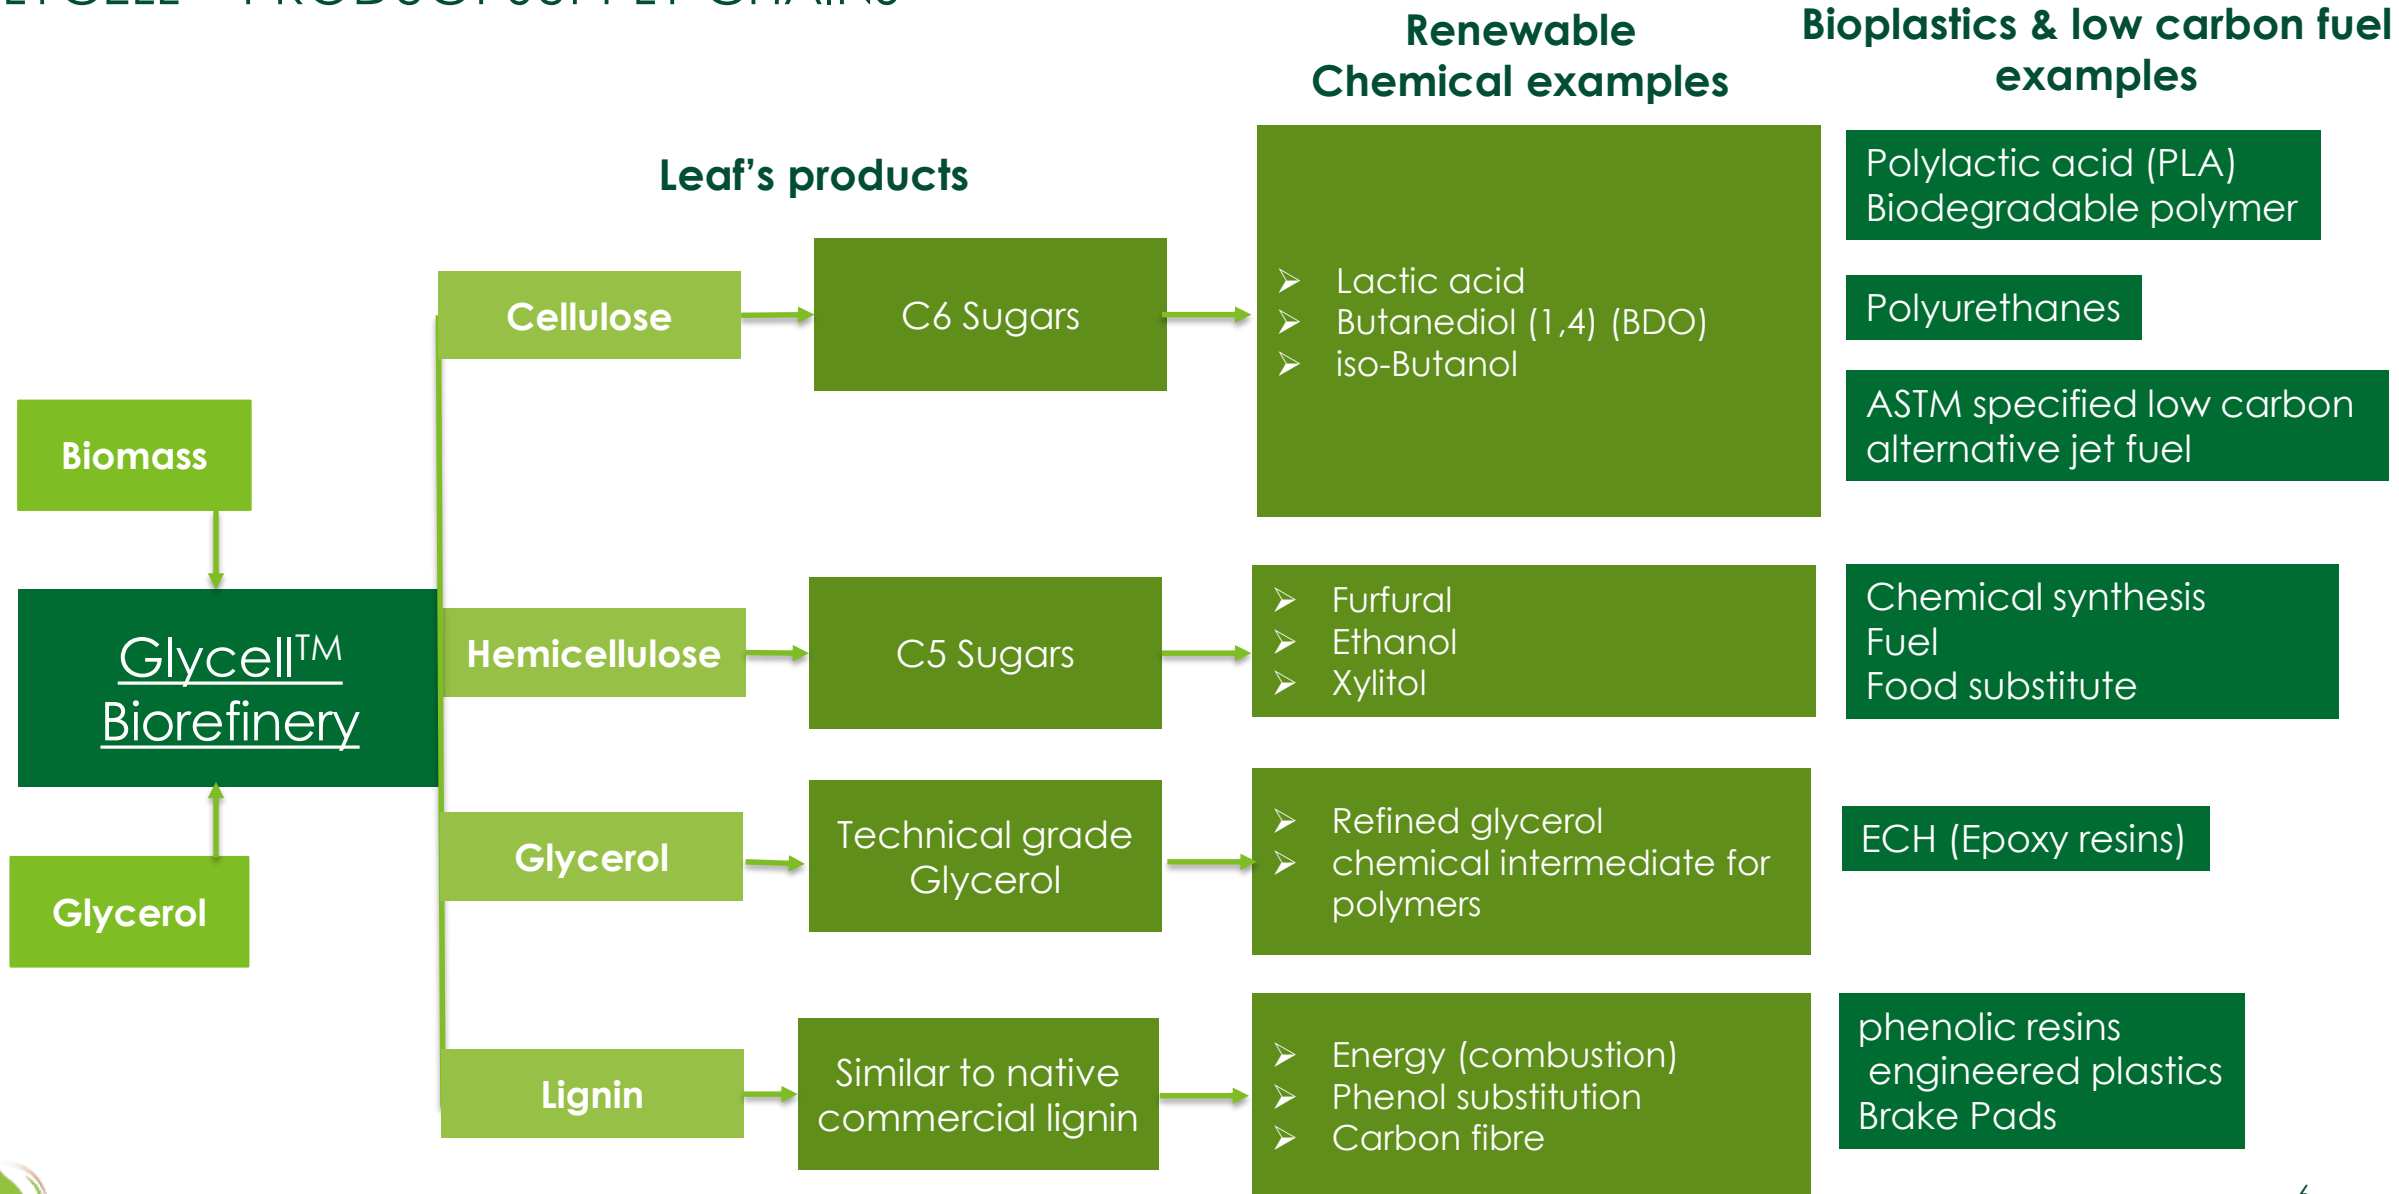 Renewable
Chemical examples
Bioplastics & low carbon fuel
examples
Leaf’s products
Biomass
Glycell™
Biorefinery
Glycerol
Cellulose
C6 Sugars
➢ Lactic acid
➢ Butanediol (1,4) (BDO)
➢ iso-Butanol
Polylactic acid (PLA)
Biodegradable polymer
Polyurethanes
ASTM specified low carbon
alternative jet fuel
Hemicellulose
C5 Sugars
➢ Furfural
➢ Ethanol
➢ Xylitol
Chemical synthesis
Fuel
Food substitute
Glycerol
Technical grade
Glycerol
➢ Refined glycerol
➢ chemical intermediate for
polymers
ECH (Epoxy resins)
Lignin
Similar to native
commercial lignin
➢ Energy (combustion)
➢ Phenol substitution
➢ Carbon fibre
phenolic resins
engineered plastics
Brake Pads